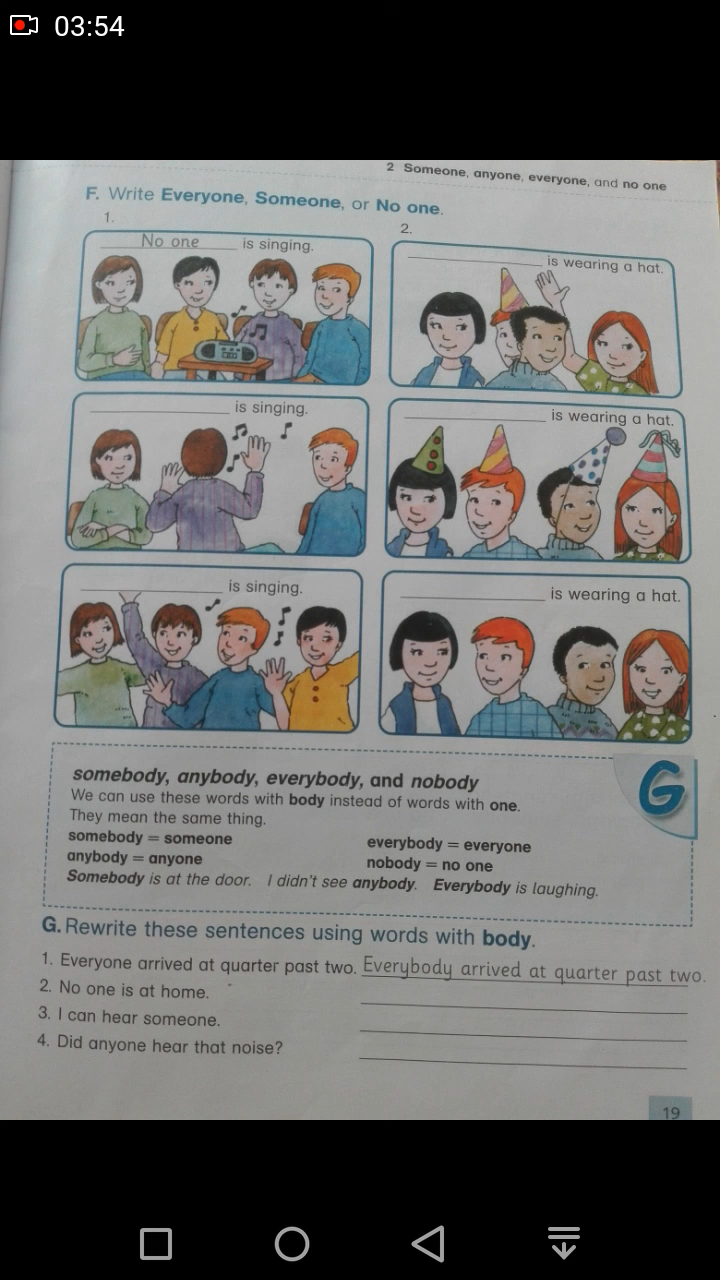 03:54
2 Someone, anyone, everyone, and no one
F. Write Everyone, Someone, or No one.
1.
No one is singing.
2.
____________ is wearing a hat.
____________ is singing.
____________ is wearing a hat.
____________ is singing.
____________ is wearing a hat.
somebody, anybody, everybody, and nobody
G
We can use these words with body instead of words with one.
They mean the same thing.
somebody = someone
everybody = everyone
anybody = anyone
nobody = no one
Somebody is at the door. I didn't see anybody. Everybody is laughing.
G. Rewrite these sentences using words with body.
1. Everyone arrived at quarter past two. Everybody arrived at quarter past two.
2. No one is at home.
3. I can hear someone.
4. Did anyone hear that noise?
19